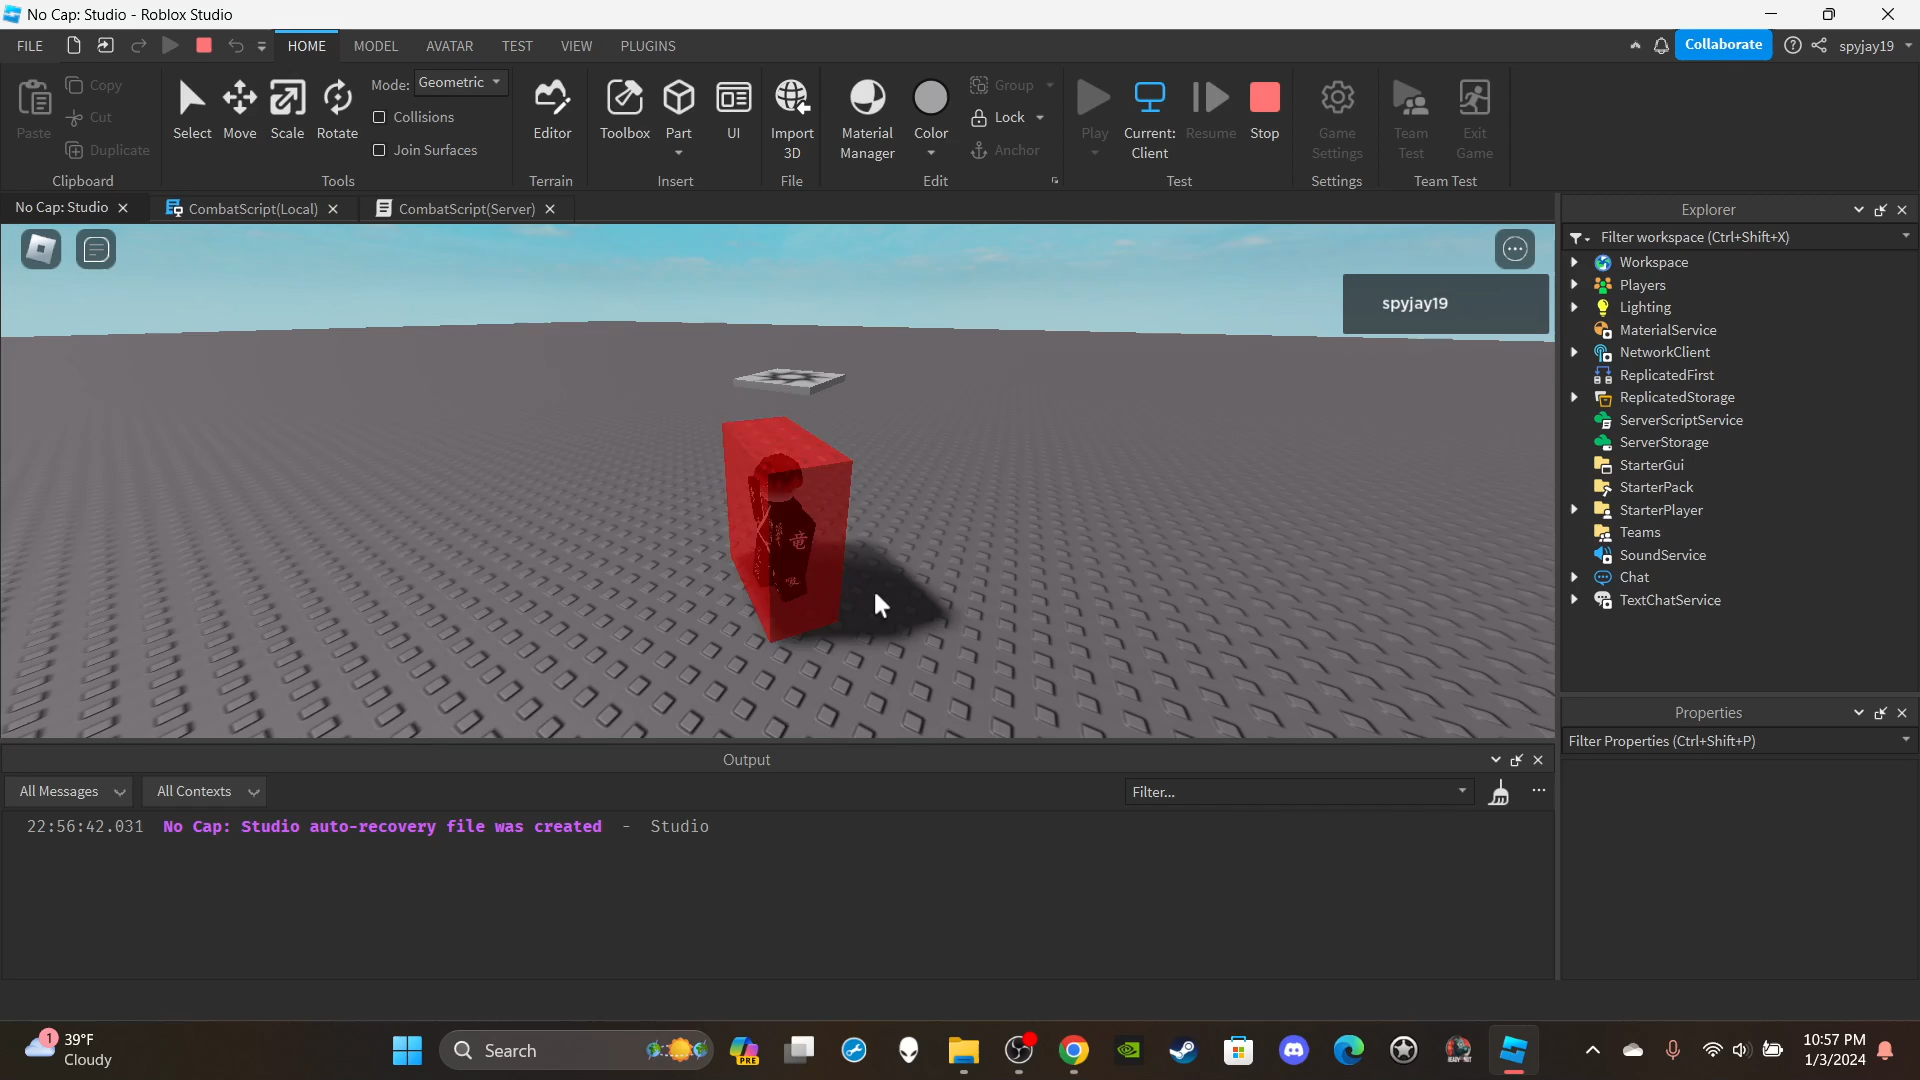 No Cap: Studio - Roblox Studio
FILE HOME MODEL AVATAR TEST VIEW PLUGINS Collaborate spyjay19
Paste Copy Cut Duplicate
Clipboard
Select Move Scale Rotate
Mode: Geometric
Collisions
Join Surfaces
Tools
Editor
Terrain
Toolbox Part UI
Insert
Import 3D
File
Material Manager Color
Group
Lock
Anchor
Edit
Play Current: Client Resume Stop
Test
Game Settings
Settings
Team Test Exit Game
Team Test
No Cap: Studio CombatScript(Local) CombatScript(Server)
spyjay19
竜
Explorer
Filter workspace (Ctrl+Shift+X)
Workspace
Players
Lighting
MaterialService
NetworkClient
ReplicatedFirst
ReplicatedStorage
ServerScriptService
ServerStorage
StarterGui
StarterPack
StarterPlayer
Teams
SoundService
Chat
TextChatService
Properties
Filter Properties (Ctrl+Shift+P)
Output
All Messages All Contexts Filter...
22:56:42.031 No Cap: Studio auto-recovery file was created - Studio
1
39°F
Cloudy
Search
PRE
10:57 PM
1/3/2024